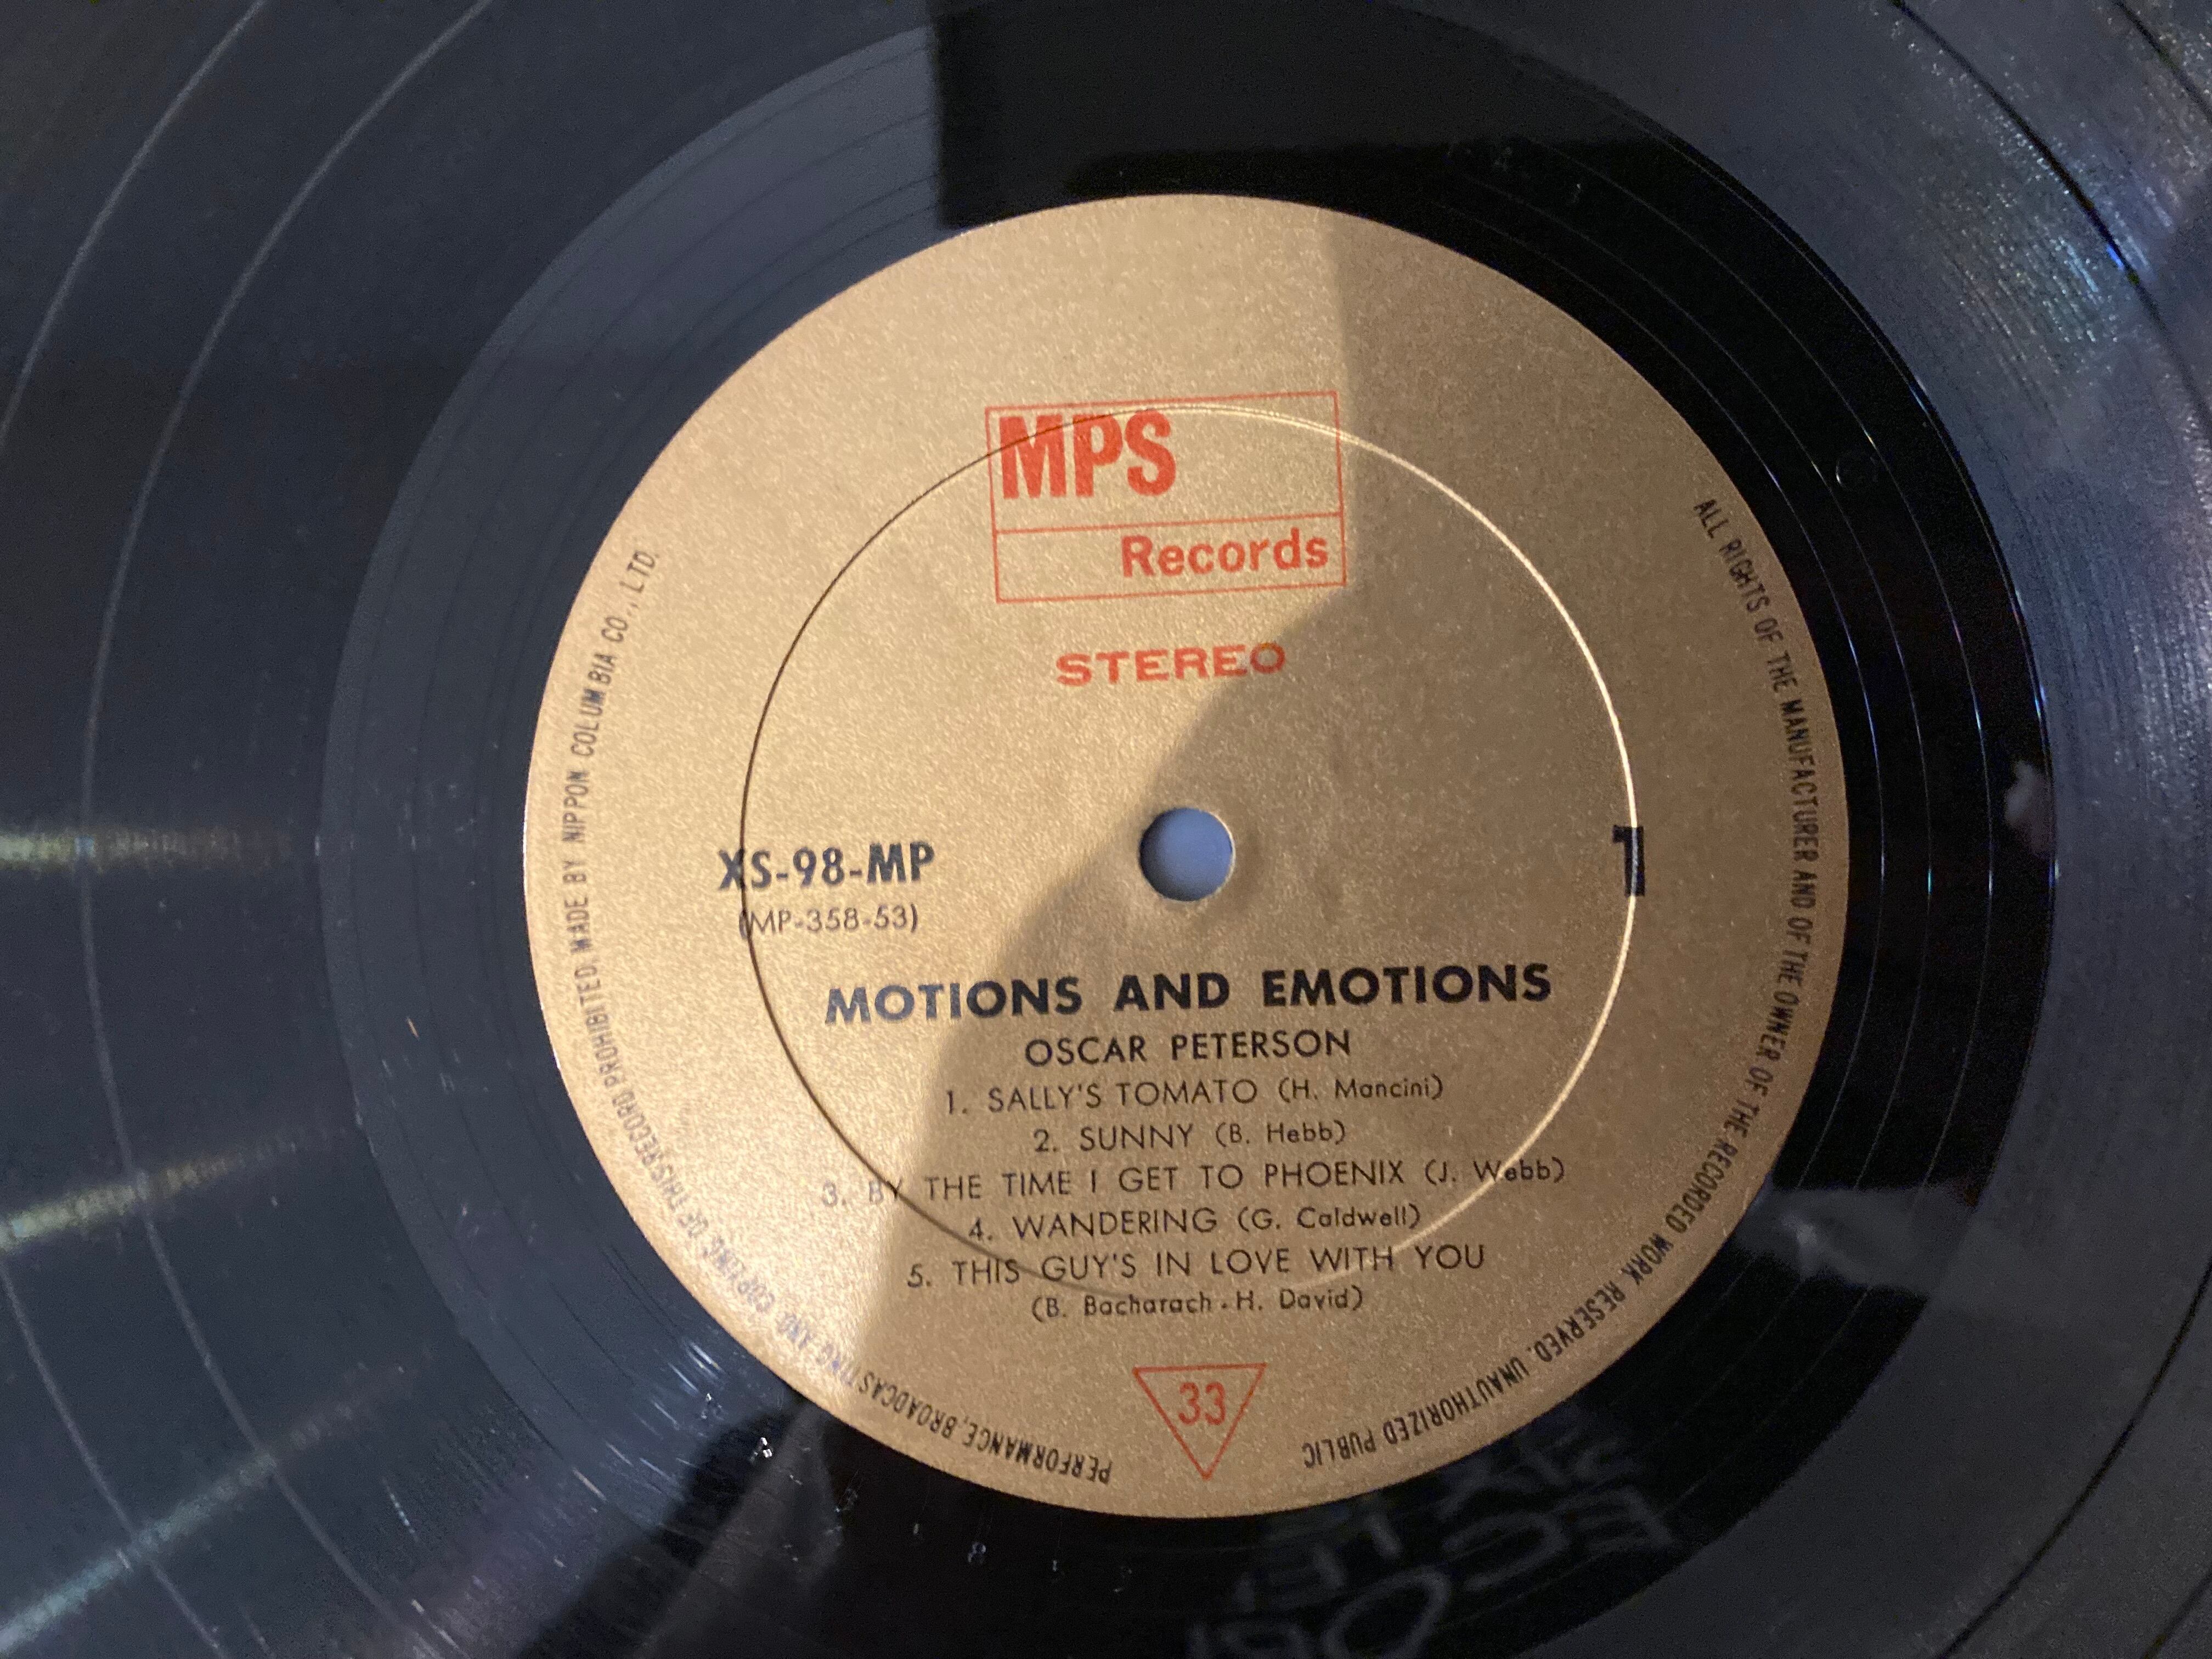 MPS
Records
STEREO
XS-98-MP
(MP-358-53)
1
MOTIONS AND EMOTIONS
OSCAR PETERSON
1. SALLY'S TOMATO (H. Mancini)
2. SUNNY (B. Hebb)
3. BY THE TIME I GET TO PHOENIX (J. Webb)
4. WANDERING (G. Caldwell)
5. THIS GUY'S IN LOVE WITH YOU
(B. Bacharach - H. David)
33
ALL RIGHTS OF THE MANUFACTURER AND OF THE OWNER OF THE RECORDED WORK RESERVED. UNAUTHORIZED PUBLIC PERFORMANCE, BROADCASTING AND COPYING OF THIS RECORD PROHIBITED. MADE BY NIPPON COLUMBIA CO., LTD.